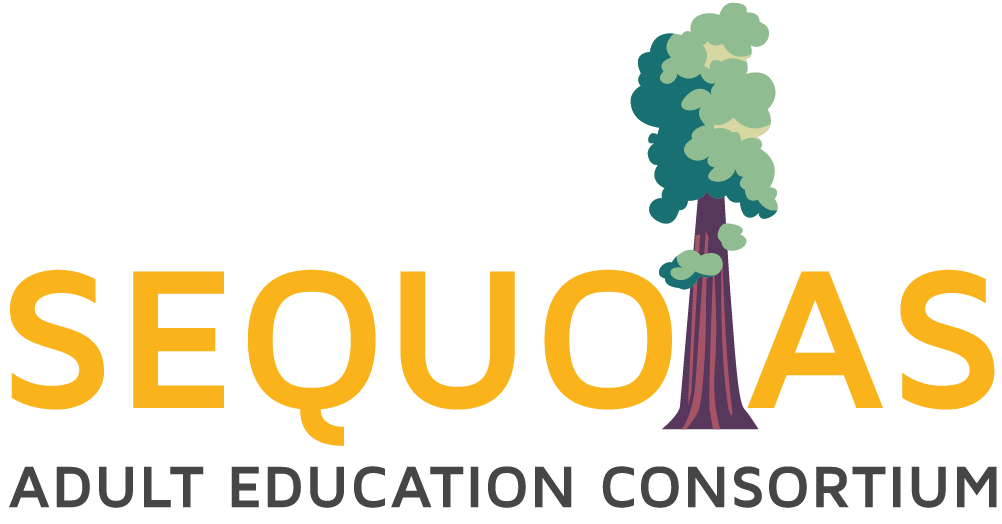 SEQUOIAS
ADULT EDUCATION CONSORTIUM